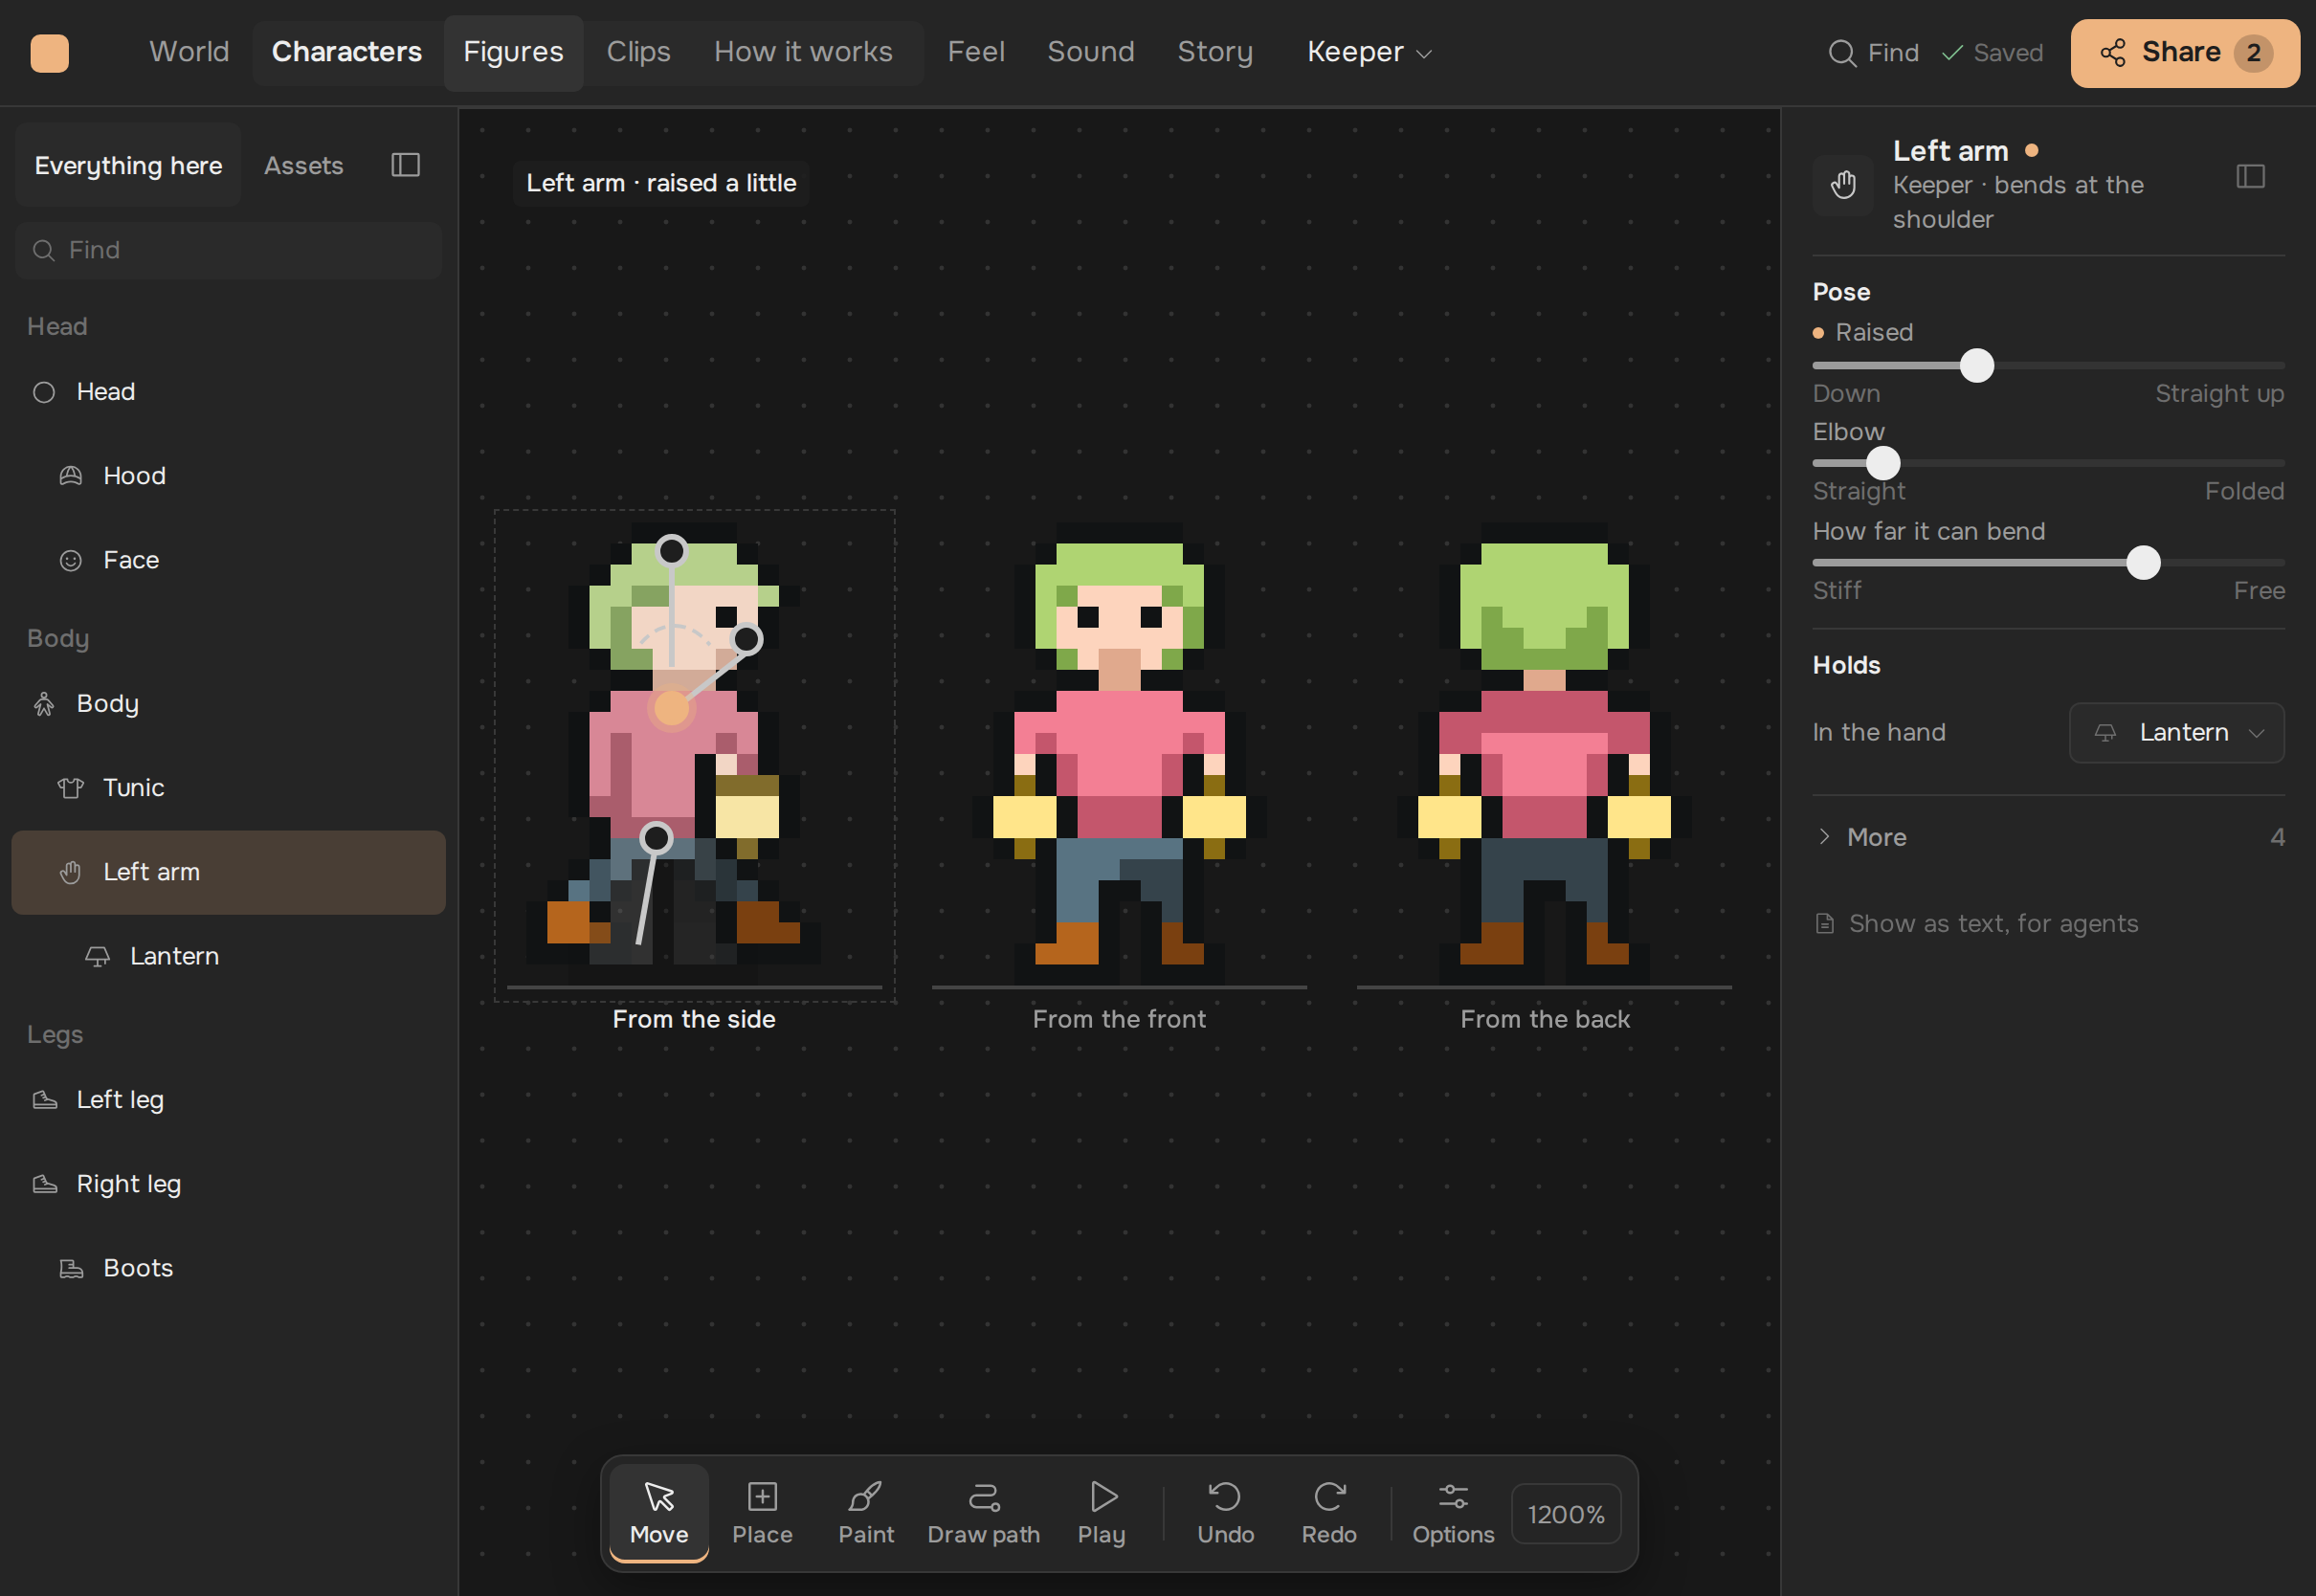 World Characters Figures Clips How it works Feel Sound Story Keeper Find Saved Share 2
Everything here Assets
Find
Head
Head
Hood
Face
Body
Body
Tunic
Left arm
Lantern
Legs
Left leg
Right leg
Boots
Left arm · raised a little
From the side
From the front
From the back
Move Place Paint Draw path Play Undo Redo Options 1200%
Left arm
Keeper · bends at the
shoulder
Pose
Raised
Down Straight up
Elbow
Straight Folded
How far it can bend
Stiff Free
Holds
In the hand Lantern
More 4
Show as text, for agents